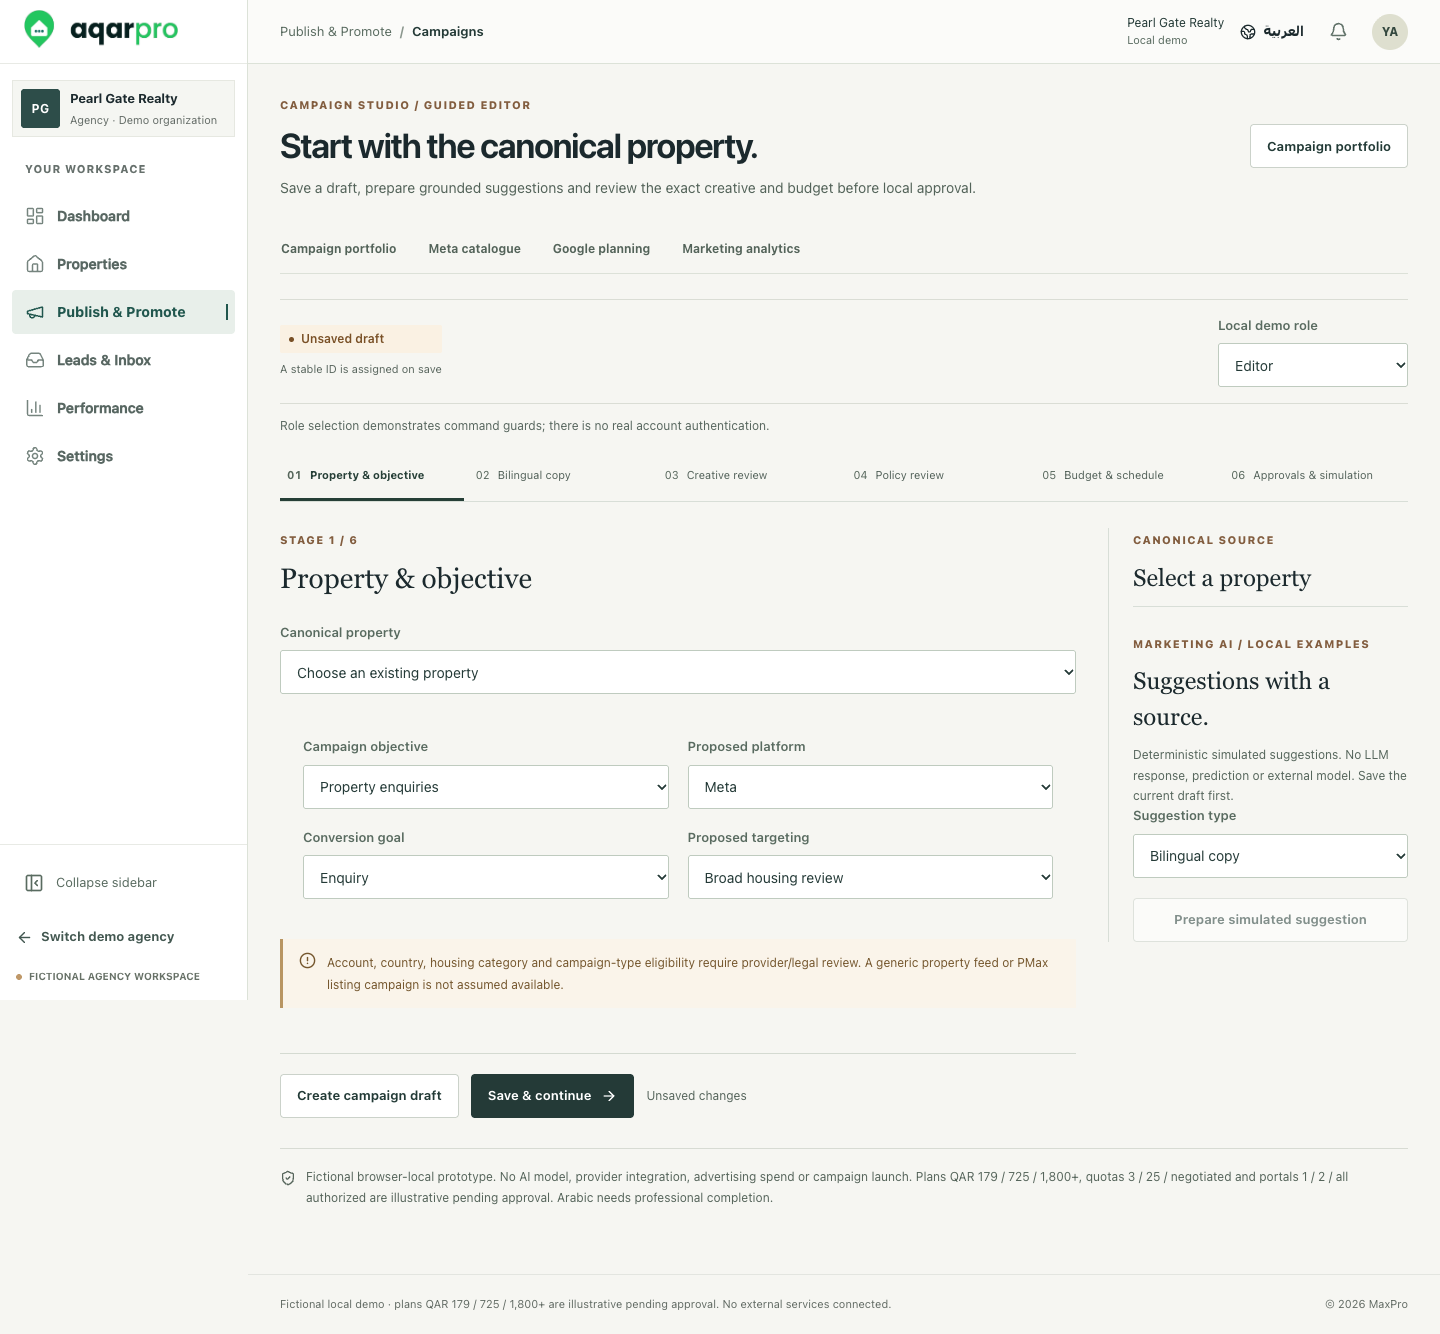 aqarpro
Publish & Promote / Campaigns
Pearl Gate Realty
Local demo
العربية
YA
PG
Pearl Gate Realty
Agency · Demo organization
YOUR WORKSPACE
Dashboard
Properties
Publish & Promote
Leads & Inbox
Performance
Settings
Collapse sidebar
Switch demo agency
FICTIONAL AGENCY WORKSPACE
CAMPAIGN STUDIO / GUIDED EDITOR
Start with the canonical property.
Save a draft, prepare grounded suggestions and review the exact creative and budget before local approval.
Campaign portfolio
Campaign portfolio Meta catalogue Google planning Marketing analytics
Unsaved draft
A stable ID is assigned on save
Local demo role
Editor
Role selection demonstrates command guards; there is no real account authentication.
01 Property & objective 02 Bilingual copy 03 Creative review 04 Policy review 05 Budget & schedule 06 Approvals & simulation
STAGE 1 / 6
Property & objective
Canonical property
Choose an existing property
Campaign objective
Property enquiries
Proposed platform
Meta
Conversion goal
Enquiry
Proposed targeting
Broad housing review
Account, country, housing category and campaign-type eligibility require provider/legal review. A generic property feed or PMax
listing campaign is not assumed available.
Create campaign draft
Save & continue
Unsaved changes
CANONICAL SOURCE
Select a property
MARKETING AI / LOCAL EXAMPLES
Suggestions with a
source.
Deterministic simulated suggestions. No LLM
response, prediction or external model. Save the
current draft first.
Suggestion type
Bilingual copy
Prepare simulated suggestion
Fictional browser-local prototype. No AI model, provider integration, advertising spend or campaign launch. Plans QAR 179 / 725 / 1,800+, quotas 3 / 25 / negotiated and portals 1 / 2 / all
authorized are illustrative pending approval. Arabic needs professional completion.
Fictional local demo · plans QAR 179 / 725 / 1,800+ are illustrative pending approval. No external services connected.
© 2026 MaxPro